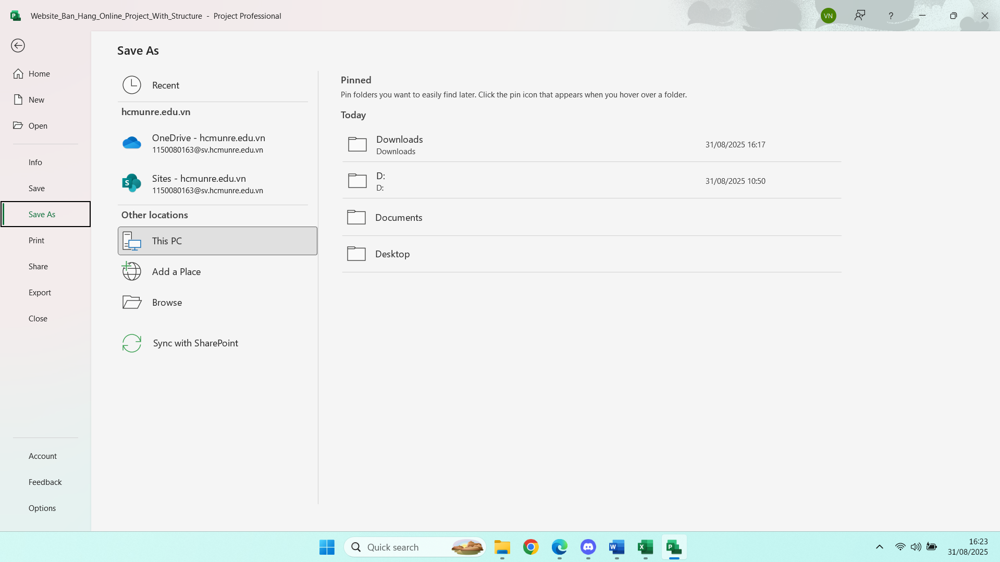 Website_Ban_Hang_Online_Project_With_Structure - Project Professional
VN
?
Save As
Home
New
Open
Info
Save
Save As
Print
Share
Export
Close
Account
Feedback
Options
Recent
hcmunre.edu.vn
OneDrive - hcmunre.edu.vn
1150080163@sv.hcmunre.edu.vn
Sites - hcmunre.edu.vn
1150080163@sv.hcmunre.edu.vn
Other locations
This PC
Add a Place
Browse
Sync with SharePoint
Pinned
Pin folders you want to easily find later. Click the pin icon that appears when you hover over a folder.
Today
Downloads
Downloads
31/08/2025 16:17
D:
D:
31/08/2025 10:50
Documents
Desktop
Quick search
16:23
31/08/2025